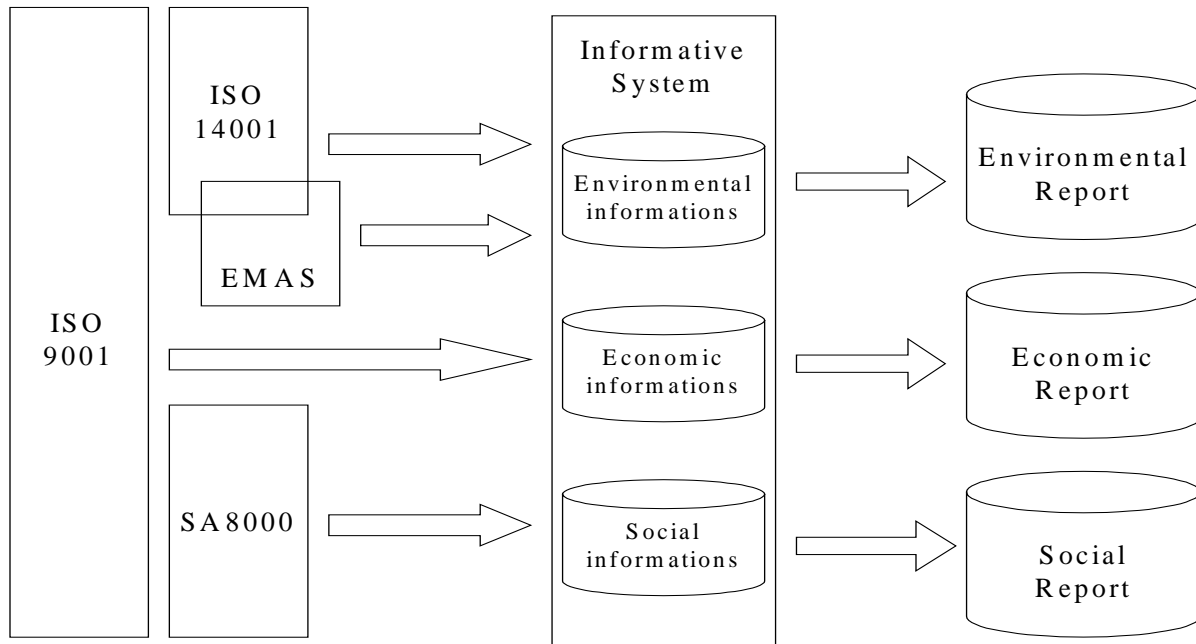 ISO
9001
ISO
14001
EMAS
SA8000
Informative
System
Environmental
informations
Economic
informations
Social
informations
Environmental
Report
Economic
Report
Social
Report